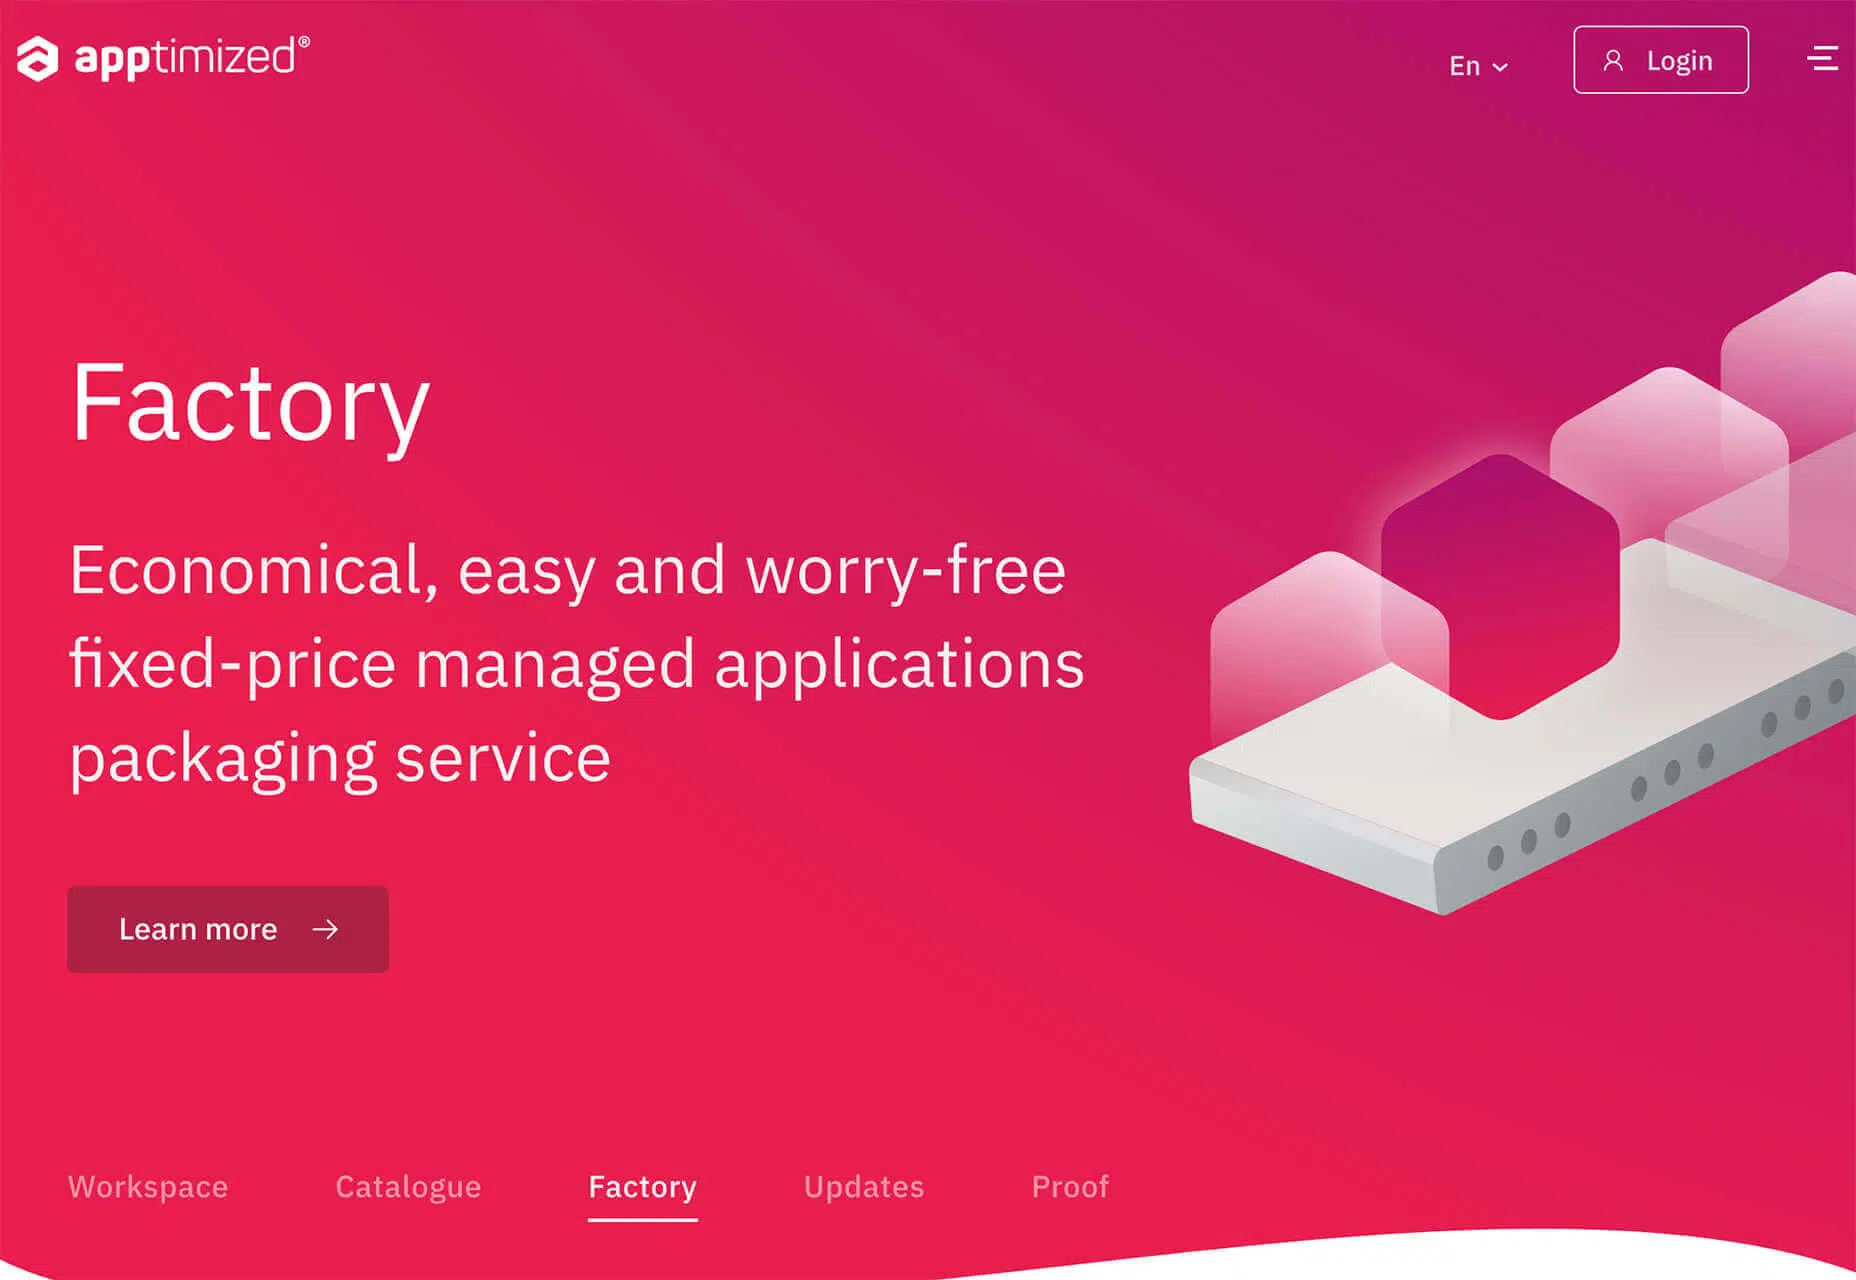 apptimized®
En
Login
Factory
Economical, easy and worry-free
fixed-price managed applications
packaging service
Learn more →
Workspace
Catalogue
Factory
Updates
Proof